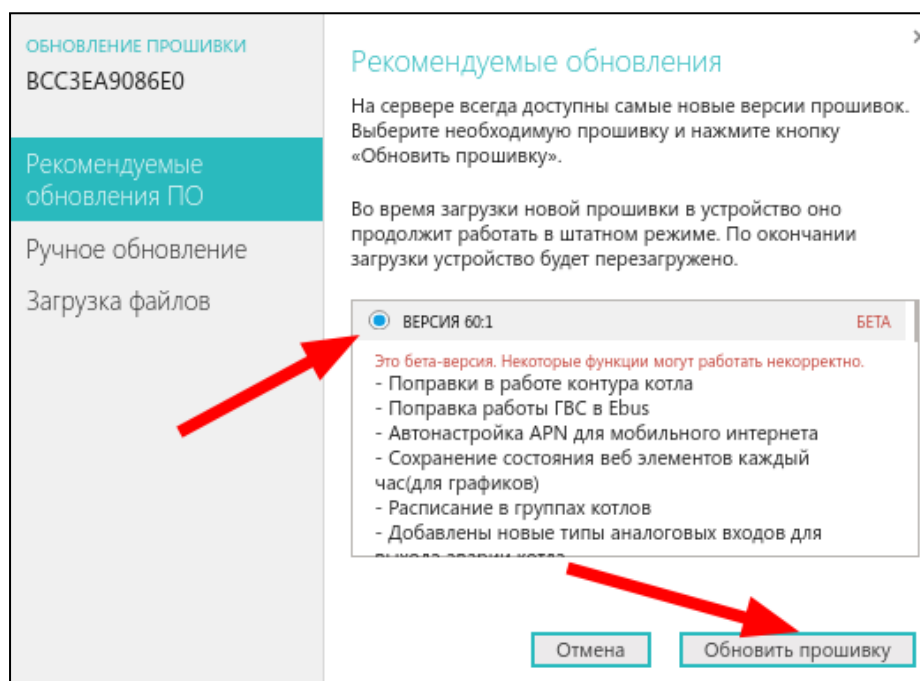 ОБНОВЛЕНИЕ ПРОШИВКИ
BCC3EA9086E0
Рекомендуемые
обновления ПО
Ручное обновление
Загрузка файлов
Рекомендуемые обновления
На сервере всегда доступны самые новые версии прошивок.
Выберите необходимую прошивку и нажмите кнопку
«Обновить прошивку».
Во время загрузки новой прошивки в устройство оно
продолжит работать в штатном режиме. По окончании
загрузки устройство будет перезагружено.
ВЕРСИЯ 60:1 БЕТА
Это бета-версия. Некоторые функции могут работать некорректно.
- Поправки в работе контура котла
- Поправка работы ГВС в Ebus
- Автонастройка APN для мобильного интернета
- Сохранение состояния веб элементов каждый
час(для графиков)
- Расписание в группах котлов
- Добавлены новые типы аналоговых входов для
выхода аварии котла
Отмена Обновить прошивку